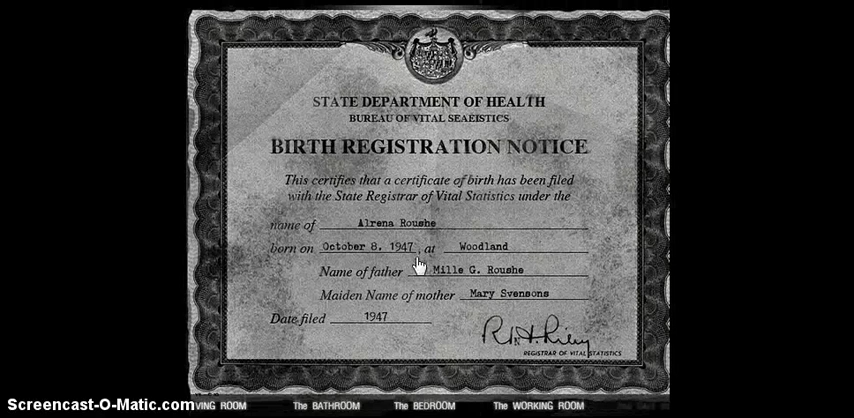 STATE DEPARTMENT OF HEALTH
BUREAU OF VITAL SEAEISTICS
BIRTH REGISTRATION NOTICE
This certifies that a certificate of birth has been filed
with the State Registrar of Vital Statistics under the
name of Alrena Roushe
born on October 8, 1947, at Woodland
Name of father Mille G. Roushe
Maiden Name of mother Mary Svensons
Date filed 1947
REGISTRAR OF VITAL STATISTICS
Screencast-O-Matic.com
VING ROOM The BATHROOM The BEDROOM The WORKING ROOM